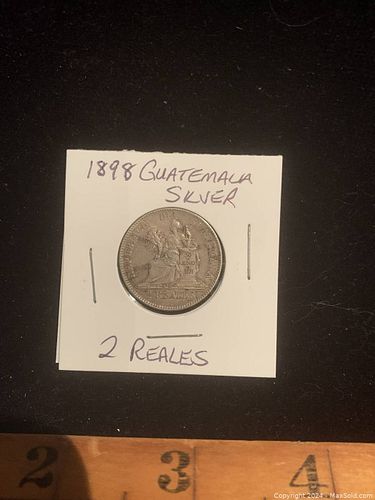 1898 GUATEMALA
SILVER
2 REALES
2 3 4
Copyright 2024 - MaxSold.com